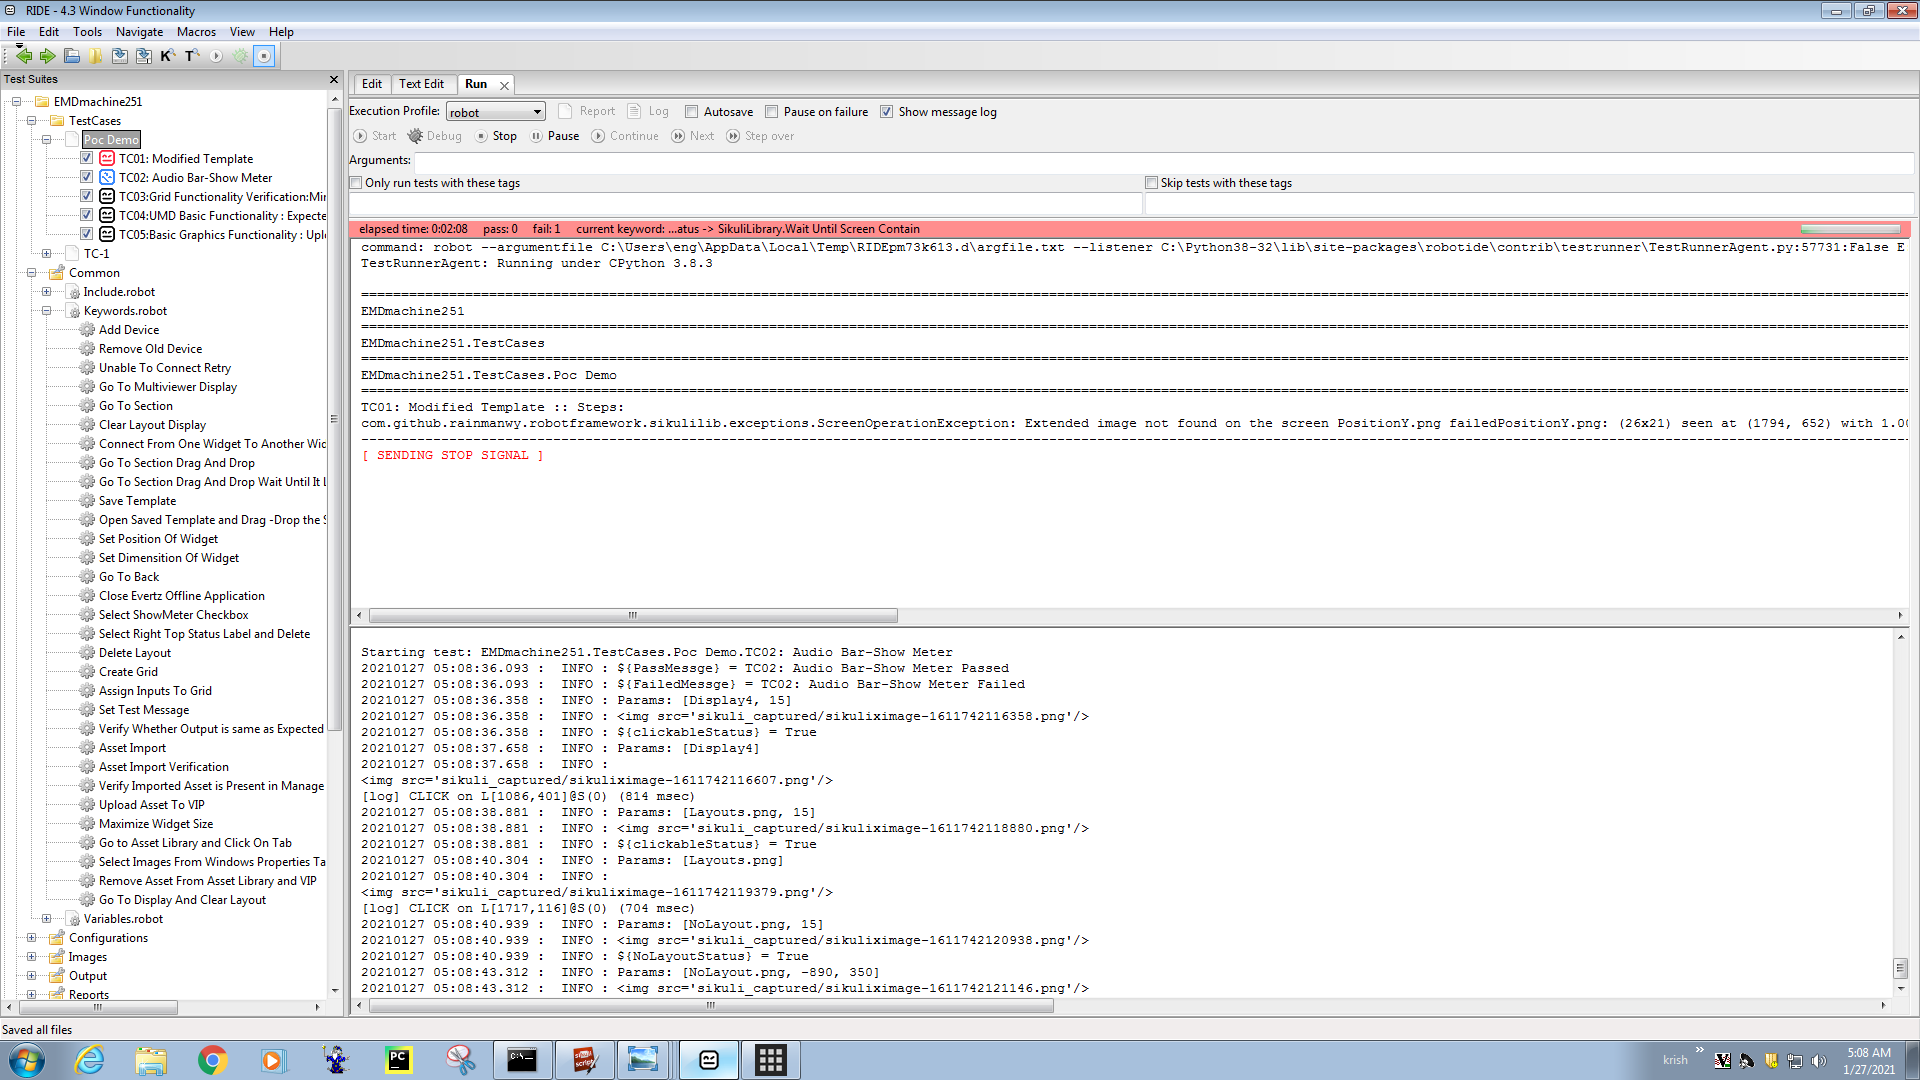 RIDE - 4.3 Window Functionality
File Edit Tools Navigate Macros View Help
K T
Test Suites
EMDmachine251
TestCases
Poc Demo
TC01: Modified Template
TC02: Audio Bar-Show Meter
TC03:Grid Functionality Verification:Mir
TC04:UMD Basic Functionality : Expecte
TC05:Basic Graphics Functionality : Uplo
TC-1
Common
Include.robot
Keywords.robot
Add Device
Remove Old Device
Unable To Connect Retry
Go To Multiviewer Display
Go To Section
Clear Layout Display
Connect From One Widget To Another Wid
Go To Section Drag And Drop
Go To Section Drag And Drop Wait Until It L
Save Template
Open Saved Template and Drag -Drop the S
Set Position Of Widget
Set Dimensition Of Widget
Go To Back
Close Evertz Offline Application
Select ShowMeter Checkbox
Select Right Top Status Label and Delete
Delete Layout
Create Grid
Assign Inputs To Grid
Set Test Message
Verify Whether Output is same as Expected
Asset Import
Asset Import Verification
Verify Imported Asset is Present in Manage
Upload Asset To VIP
Maximize Widget Size
Go to Asset Library and Click On Tab
Select Images From Windows Properties Ta
Remove Asset From Asset Library and VIP
Go To Display And Clear Layout
Variables.robot
Configurations
Images
Output
Reports
Edit Text Edit Run
Execution Profile: robot Report Log Autosave Pause on failure Show message log
Start Debug Stop Pause Continue Next Step over
Arguments:
Only run tests with these tags Skip tests with these tags
elapsed time: 0:02:08 pass: 0 fail: 1 current keyword: ...atus -> SikuliLibrary.Wait Until Screen Contain
command: robot --argumentfile C:\Users\eng\AppData\Local\Temp\RIDEpm73k613.d\argfile.txt --listener C:\Python38-32\lib\site-packages\robotide\contrib\testrunner\TestRunnerAgent.py:57731:False E
TestRunnerAgent: Running under CPython 3.8.3
EMDmachine251
EMDmachine251.TestCases
EMDmachine251.TestCases.Poc Demo
TC01: Modified Template :: Steps:
com.github.rainmanwy.robotframework.sikulilib.exceptions.ScreenOperationException: Extended image not found on the screen PositionY.png failedPositionY.png: (26x21) seen at (1794, 652) with 1.00
[ SENDING STOP SIGNAL ]
Starting test: EMDmachine251.TestCases.Poc Demo.TC02: Audio Bar-Show Meter
20210127 05:08:36.093 : INFO : ${PassMessge} = TC02: Audio Bar-Show Meter Passed
20210127 05:08:36.093 : INFO : ${FailedMessge} = TC02: Audio Bar-Show Meter Failed
20210127 05:08:36.358 : INFO : Params: [Display4, 15]
20210127 05:08:36.358 : INFO : <img src='sikuli_captured/sikuliximage-1611742116358.png'/>
20210127 05:08:36.358 : INFO : ${clickableStatus} = True
20210127 05:08:37.658 : INFO : Params: [Display4]
20210127 05:08:37.658 : INFO :
<img src='sikuli_captured/sikuliximage-1611742116607.png'/>
[log] CLICK on L[1086,401]@S(0) (814 msec)
20210127 05:08:38.881 : INFO : Params: [Layouts.png, 15]
20210127 05:08:38.881 : INFO : <img src='sikuli_captured/sikuliximage-1611742118880.png'/>
20210127 05:08:38.881 : INFO : ${clickableStatus} = True
20210127 05:08:40.304 : INFO : Params: [Layouts.png]
20210127 05:08:40.304 : INFO :
<img src='sikuli_captured/sikuliximage-1611742119379.png'/>
[log] CLICK on L[1717,116]@S(0) (704 msec)
20210127 05:08:40.939 : INFO : Params: [NoLayout.png, 15]
20210127 05:08:40.939 : INFO : <img src='sikuli_captured/sikuliximage-1611742120938.png'/>
20210127 05:08:40.939 : INFO : ${NoLayoutStatus} = True
20210127 05:08:43.312 : INFO : Params: [NoLayout.png, -890, 350]
20210127 05:08:43.312 : INFO : <img src='sikuli_captured/sikuliximage-1611742121146.png'/>
Saved all files
PC
krish
5:08 AM
1/27/2021